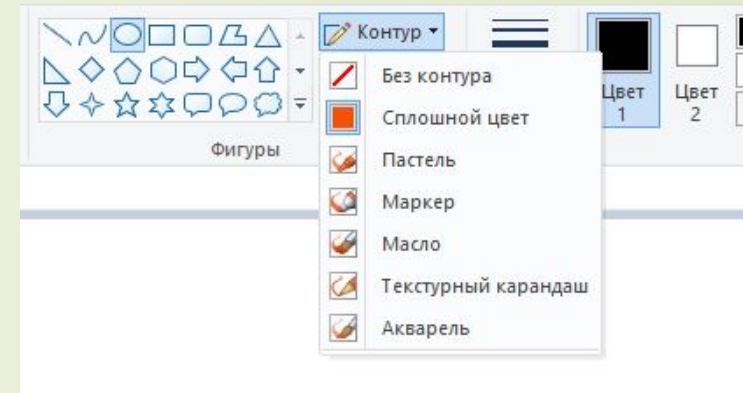 Контур
Без контура
Сплошной цвет
Пастель
Маркер
Масло
Текстурный карандаш
Акварель
Фигуры
Цвет
1
Цвет
2